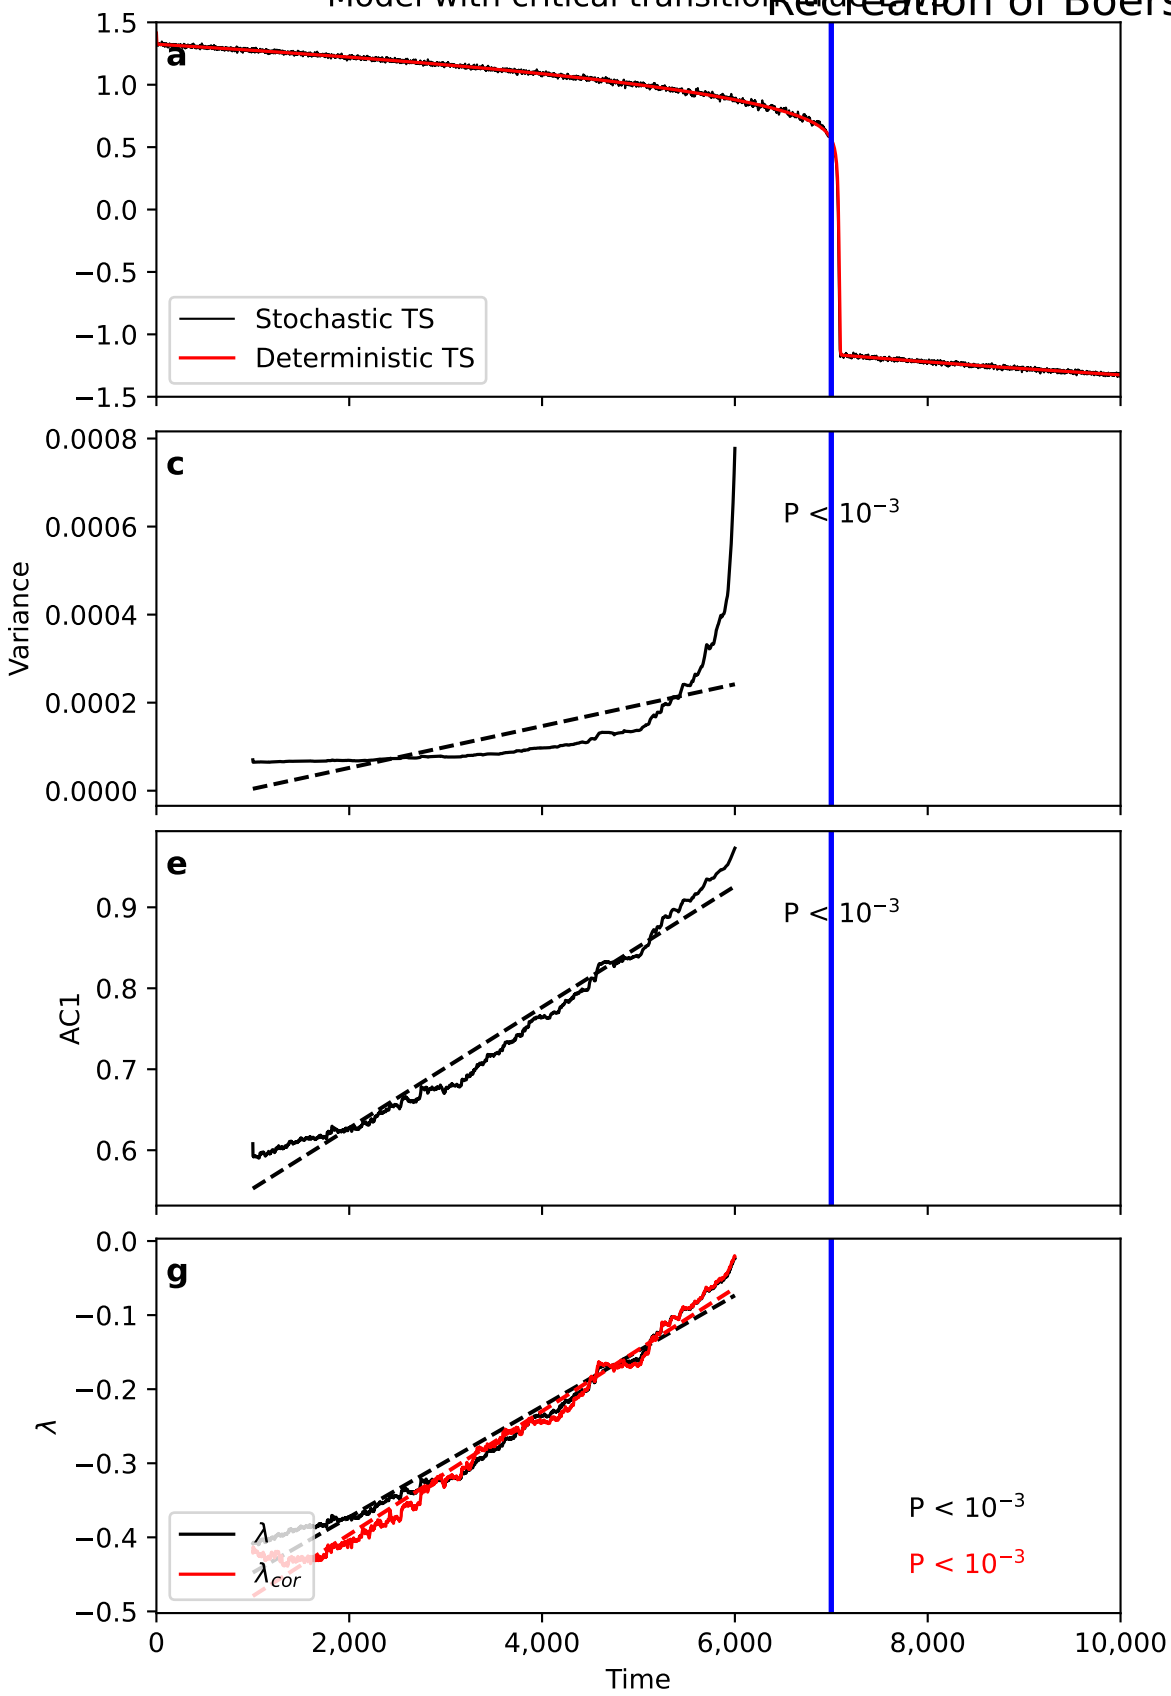 Model with critical transition
Recreation of Boers
1.5
a
1.0
0.5
0.0
−0.5
−1.0
−1.5
Stochastic TS
Deterministic TS
0.0008
c
0.0006
P < 10⁻³
0.0004
0.0002
0.0000
Variance
e
0.9
P < 10⁻³
0.8
0.7
0.6
AC1
0.0
g
−0.1
−0.2
−0.3
−0.4
−0.5
λ
λ
λcor
P < 10⁻³
P < 10⁻³
0 2,000 4,000 6,000 8,000 10,000
Time